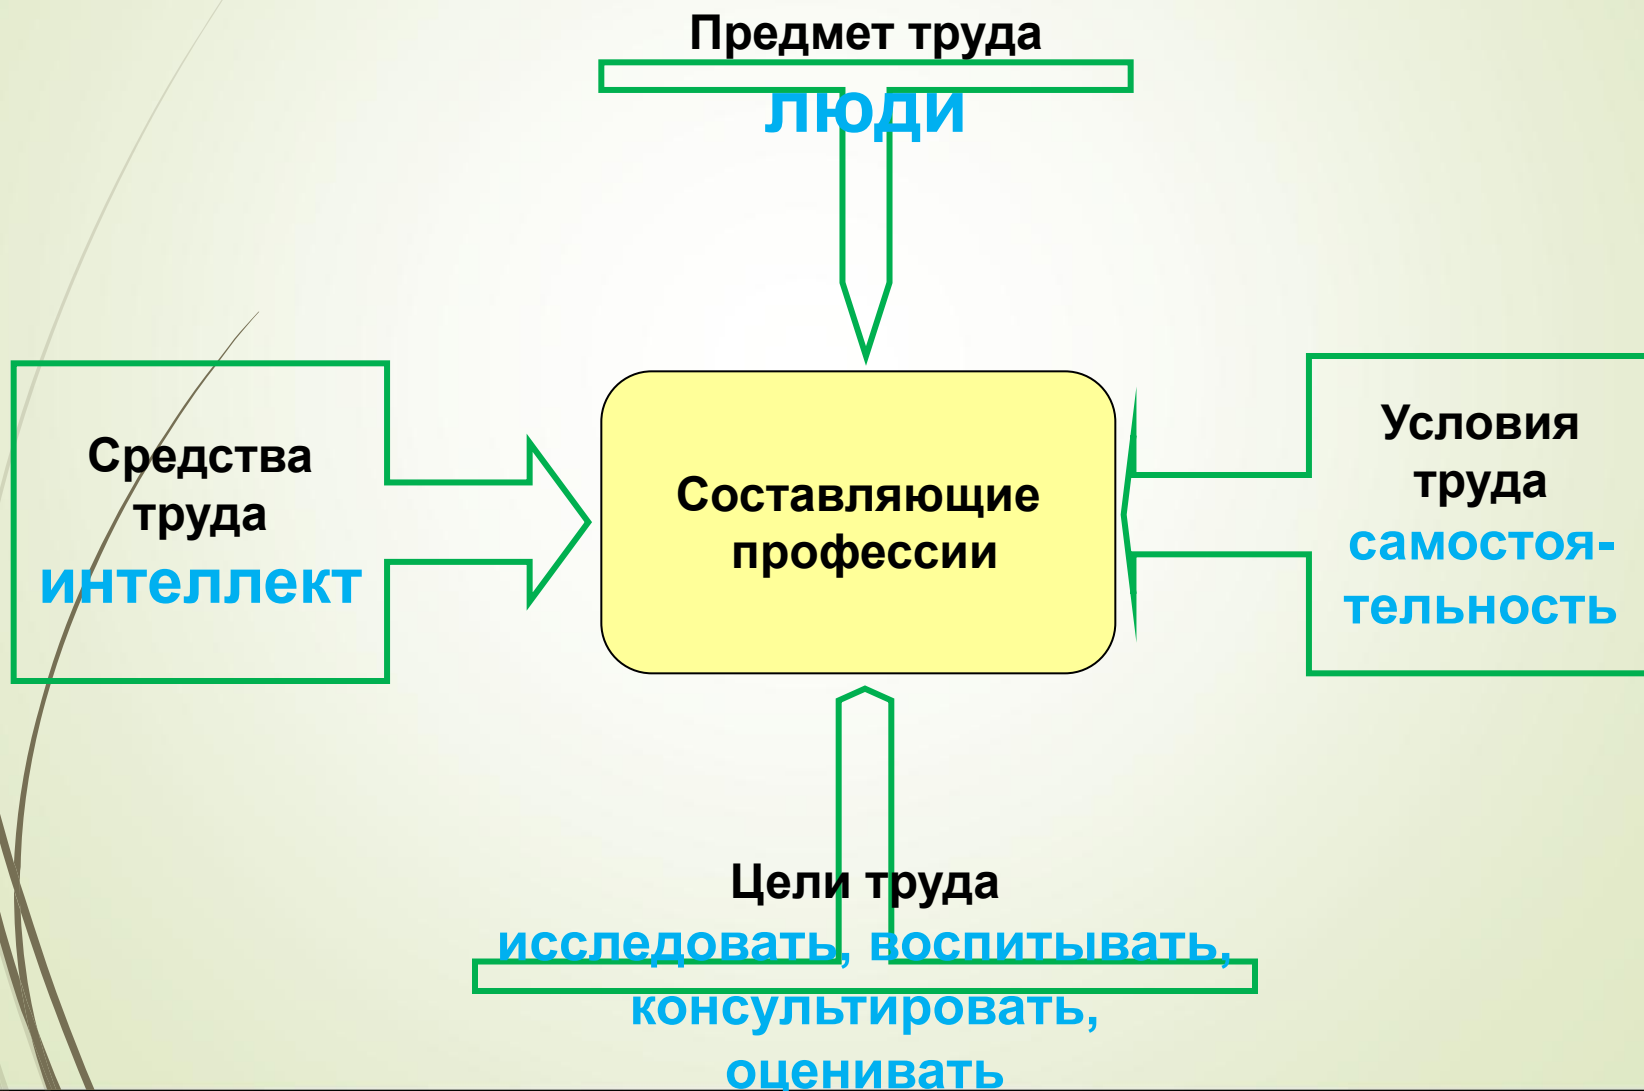 Предмет труда
люди
Средства
труда
интеллект
Составляющие
профессии
Условия
труда
самостоя-
тельность
Цели труда
исследовать, воспитывать,
консультировать,
оценивать